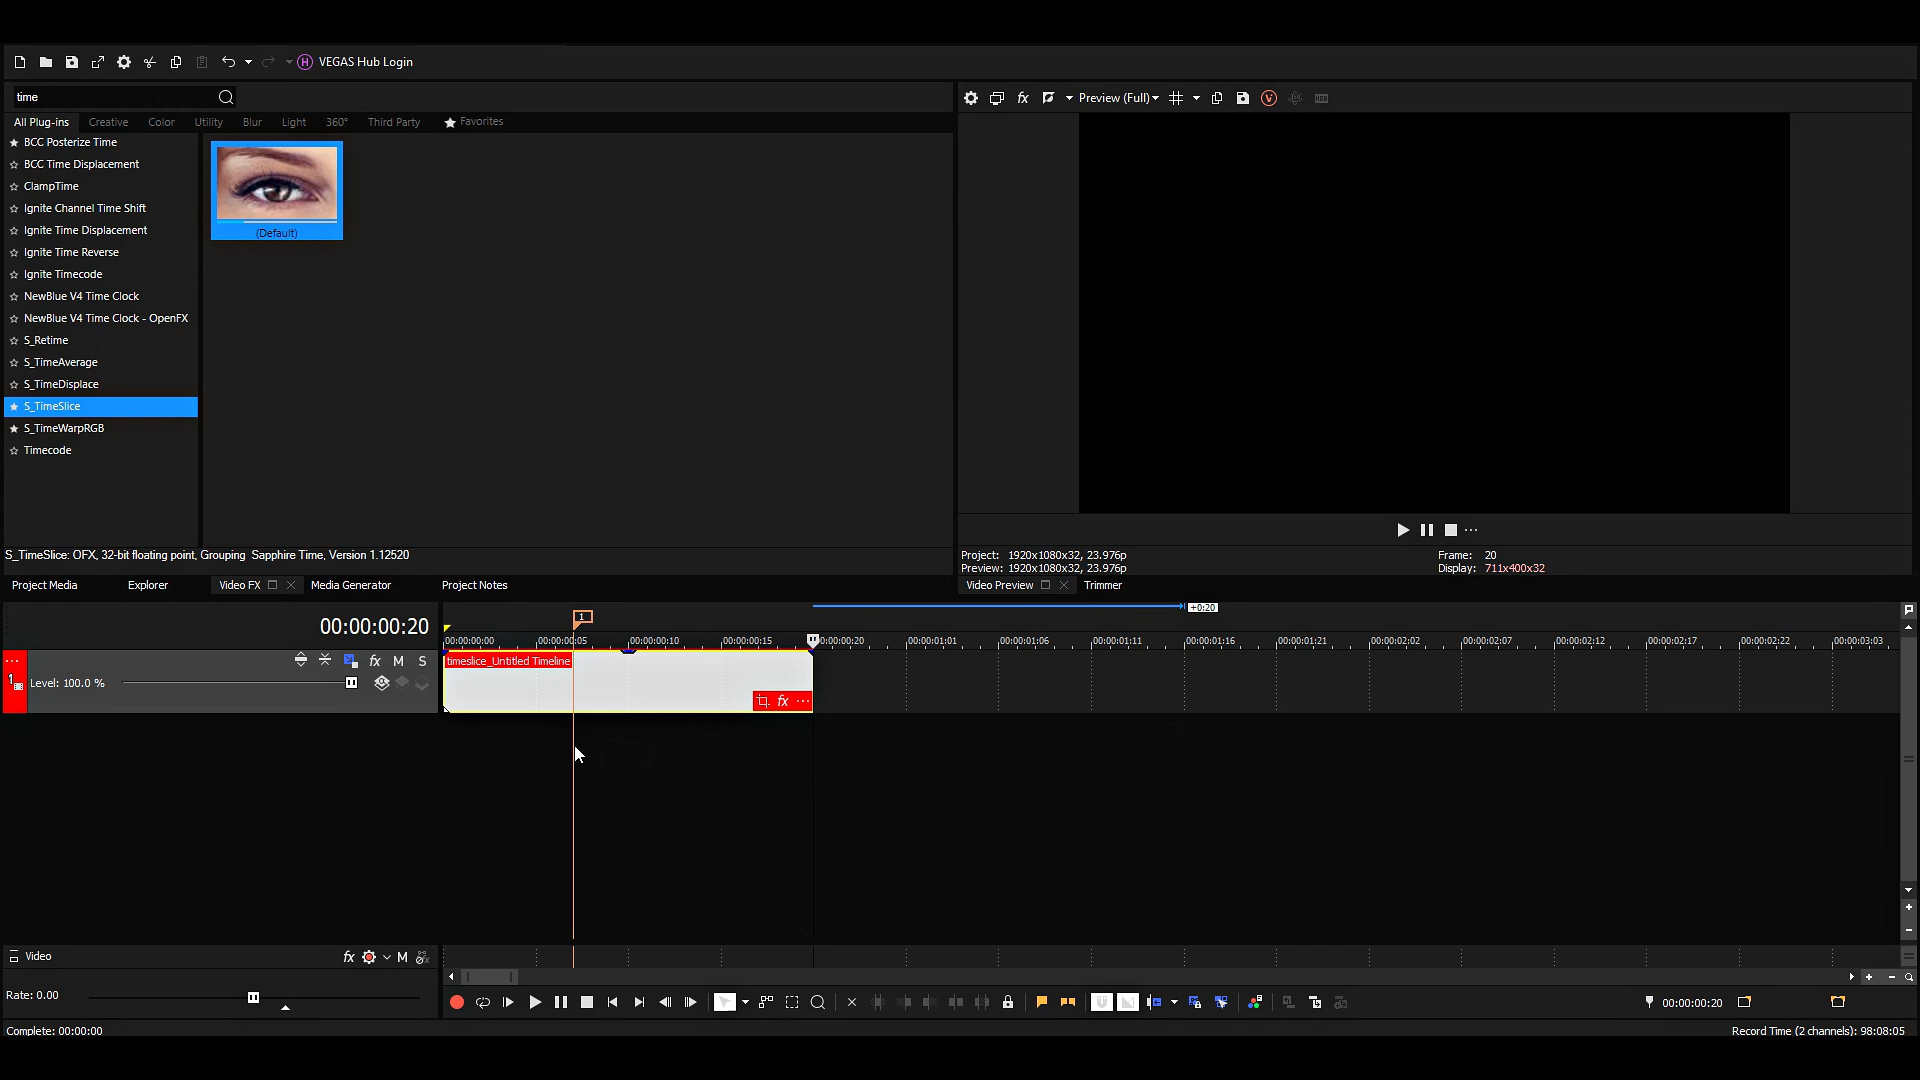 VEGAS Hub Login
time
All Plug-ins Creative Color Utility Blur Light 360° Third Party Favorites
BCC Posterize Time
BCC Time Displacement
ClampTime
Ignite Channel Time Shift
Ignite Time Displacement
Ignite Time Reverse
Ignite Timecode
NewBlue V4 Time Clock
NewBlue V4 Time Clock - OpenFX
S_Retime
S_TimeAverage
S_TimeDisplace
S_TimeSlice
S_TimeWarpRGB
Timecode
(Default)
S_TimeSlice: OFX, 32-bit floating point, Grouping Sapphire Time, Version 1.12520
Project Media Explorer Video FX Media Generator Project Notes
fx Preview (Full)
Project: 1920x1080x32, 23.976p Frame: 20
Preview: 1920x1080x32, 23.976p Display: 711x400x32
Video Preview Trimmer
+0:20
1
00:00:00:20
00:00:00:00 00:00:00:05 00:00:00:10 00:00:00:15 00:00:00:20 00:00:01:01 00:00:01:06 00:00:01:11 00:00:01:16 00:00:01:21 00:00:02:02 00:00:02:07 00:00:02:12 00:00:02:17 00:00:02:22 00:00:03:03
fx M S
timeslice_Untitled Timeline
1 Level: 100.0 %
fx
Video fx M
Rate: 0.00
00:00:00:20
Complete: 00:00:00 Record Time (2 channels): 98:08:05